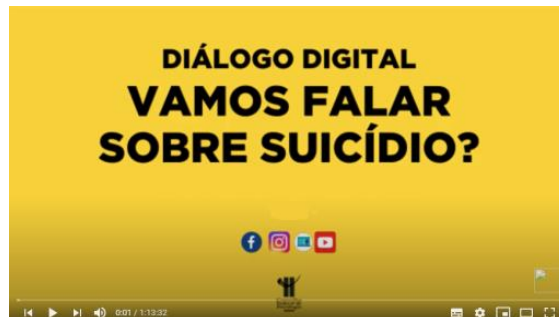 DIÁLOGO DIGITAL
VAMOS FALAR
SOBRE SUICÍDIO?
0:01 / 1:13:32